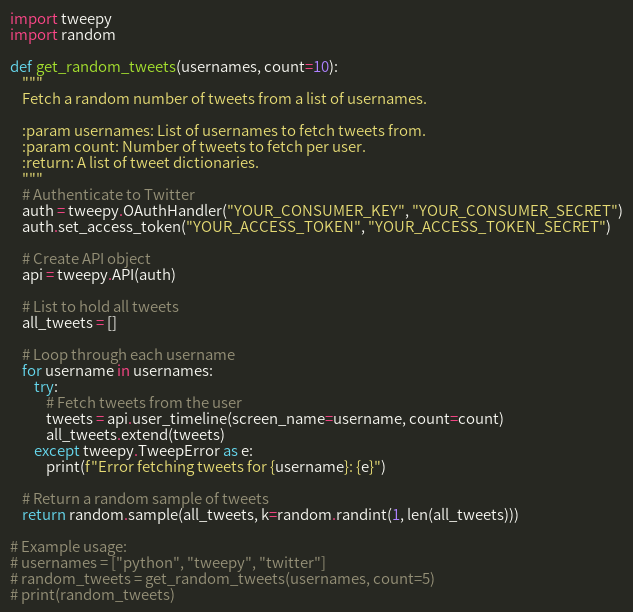 import tweepy
import random

def get_random_tweets(usernames, count=10):
    """
    Fetch a random number of tweets from a list of usernames.

    :param usernames: List of usernames to fetch tweets from.
    :param count: Number of tweets to fetch per user.
    :return: A list of tweet dictionaries.
    """
    # Authenticate to Twitter
    auth = tweepy.OAuthHandler("YOUR_CONSUMER_KEY", "YOUR_CONSUMER_SECRET")
    auth.set_access_token("YOUR_ACCESS_TOKEN", "YOUR_ACCESS_TOKEN_SECRET")

    # Create API object
    api = tweepy.API(auth)

    # List to hold all tweets
    all_tweets = []

    # Loop through each username
    for username in usernames:
        try:
            # Fetch tweets from the user
            tweets = api.user_timeline(screen_name=username, count=count)
            all_tweets.extend(tweets)
        except tweepy.TweepError as e:
            print(f"Error fetching tweets for {username}: {e}")

    # Return a random sample of tweets
    return random.sample(all_tweets, k=random.randint(1, len(all_tweets)))

# Example usage:
# usernames = ["python", "tweepy", "twitter"]
# random_tweets = get_random_tweets(usernames, count=5)
# print(random_tweets)